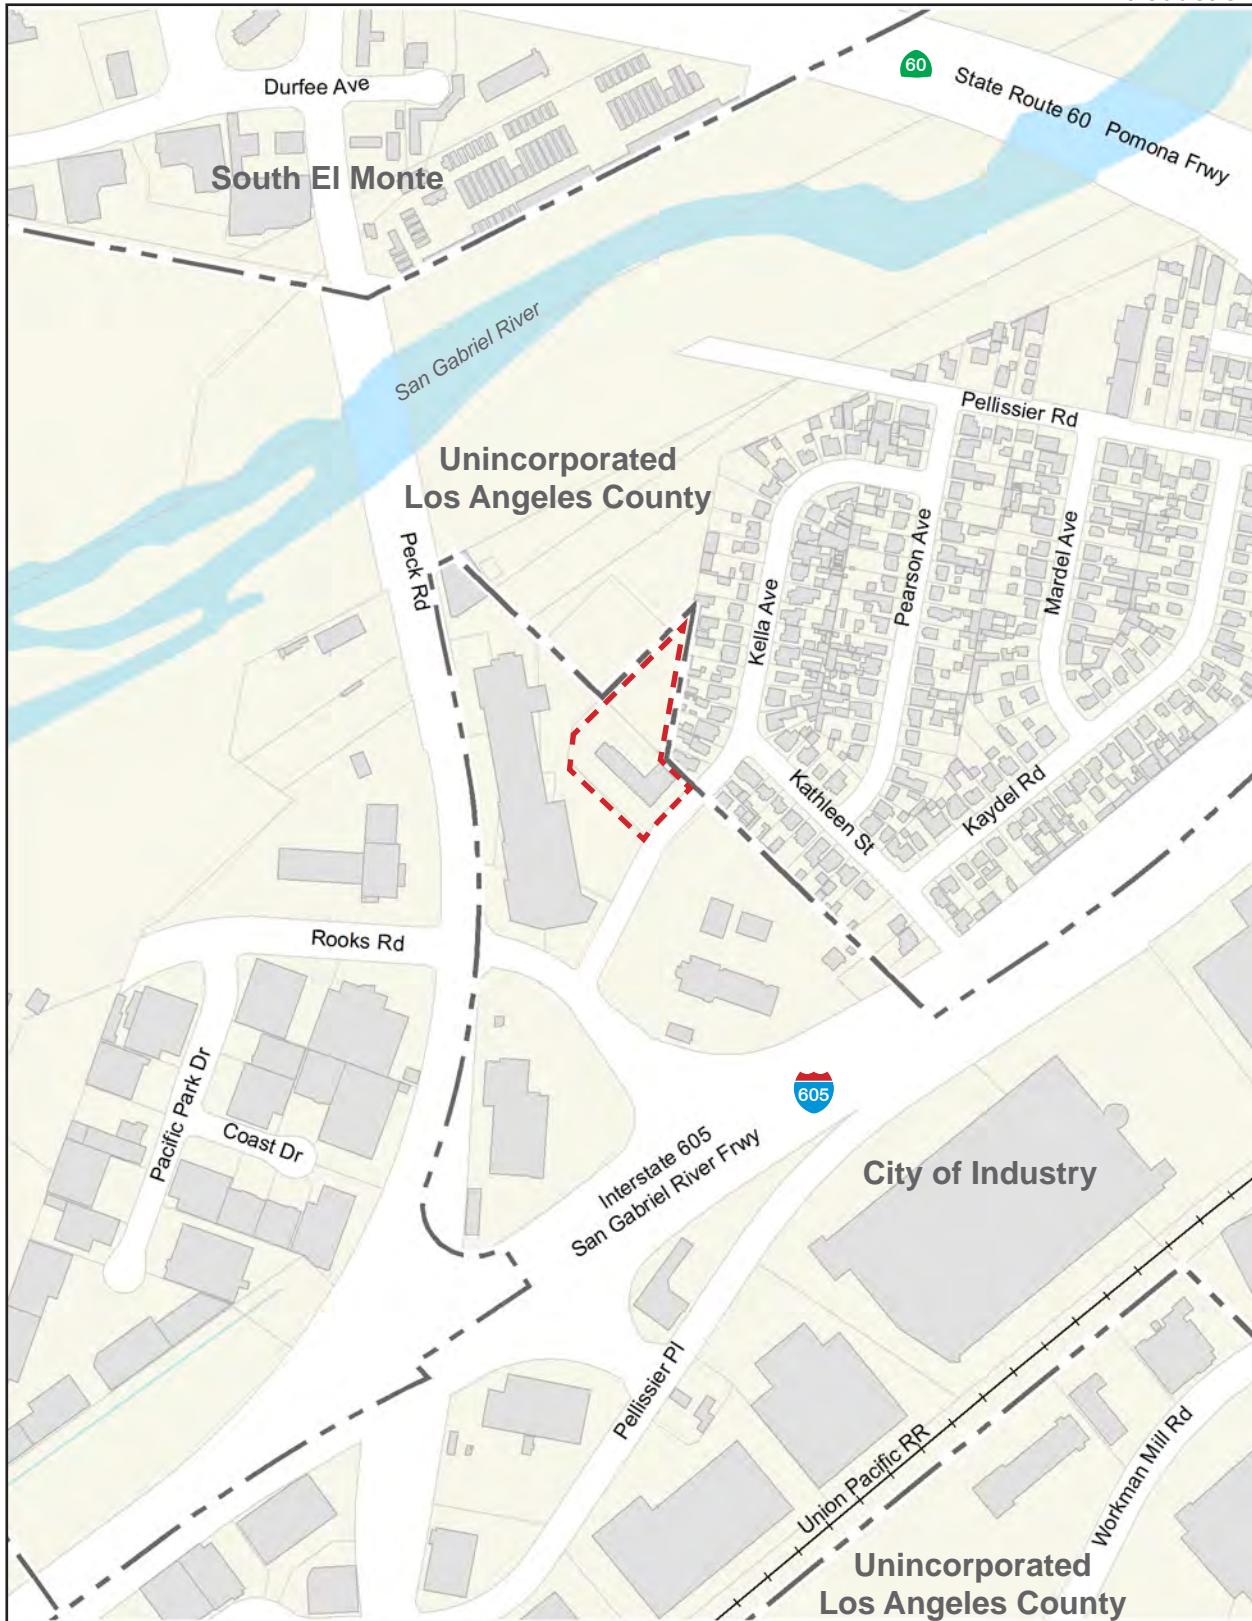 60
State Route 60 Pomona Frwy
Durfee Ave
South El Monte
San Gabriel River
Pellissier Rd
Unincorporated
Los Angeles County
Peck Rd
Kella Ave
Pearson Ave
Mardel Ave
Kathleen St
Kaydel Rd
Rooks Rd
Pacific Park Dr
Coast Dr
605
Interstate 605
San Gabriel River Frwy
City of Industry
Pellissier Pl
Union Pacific RR
Workman Mill Rd
Unincorporated
Los Angeles County